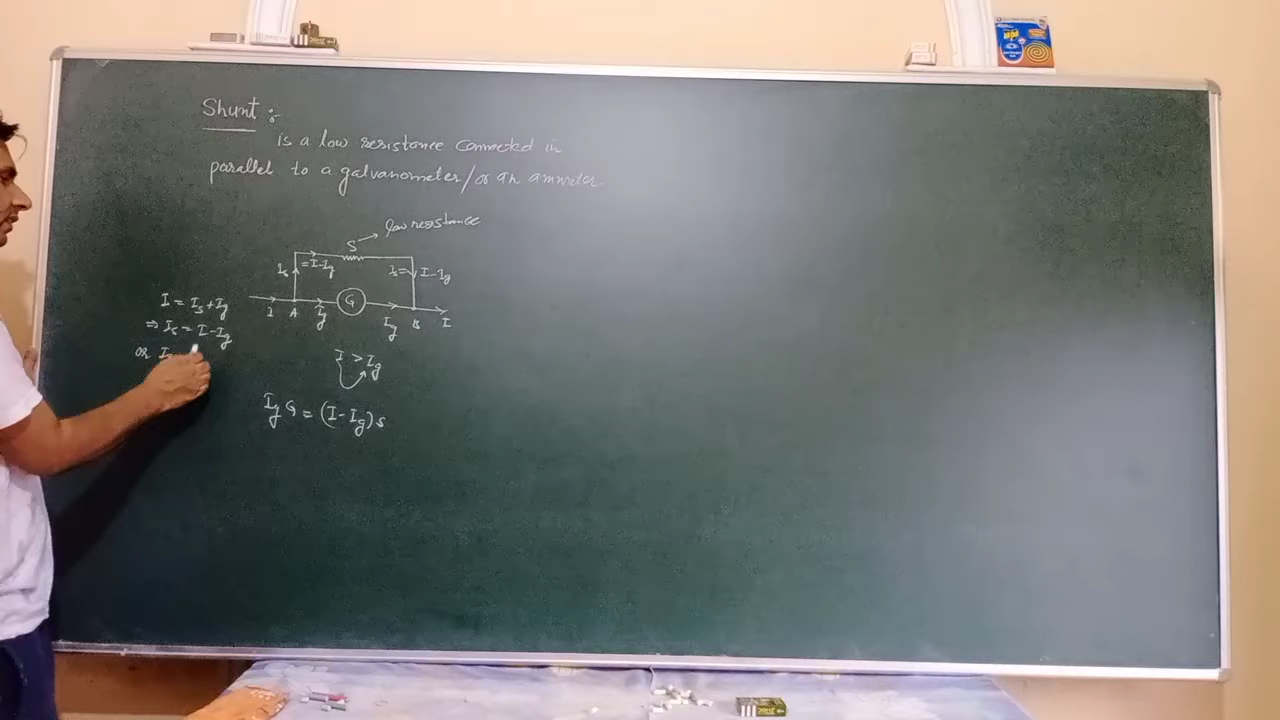 Shunt :
is a low resistance connected in
parallel to a galvanometer/or an ammeter.
S → low resistance
Is = I-Ig
Is = I-Ig
I A Ig G Ig B I
I = Is + Ig
⇒ Is = I - Ig
or
I > Ig
Ig G = (I - Ig) S